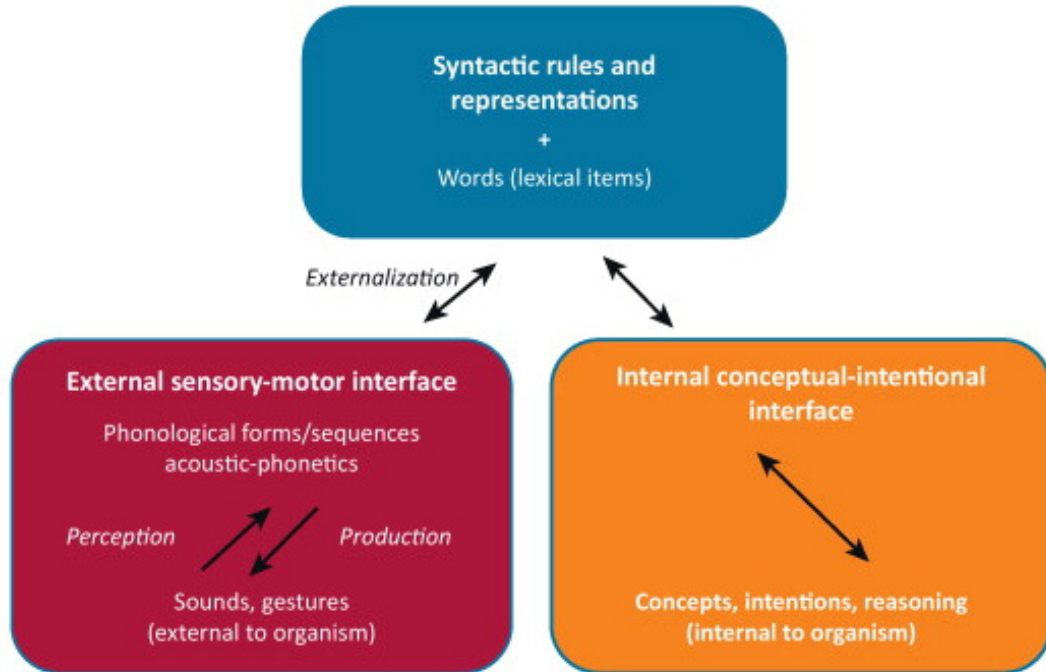 Syntactic rules and
representations
+
Words (lexical items)
Externalization
External sensory-motor interface
Phonological forms/sequences
acoustic-phonetics
Perception
Production
Sounds, gestures
(external to organism)
Internal conceptual-intentional
interface
Concepts, intentions, reasoning
(internal to organism)